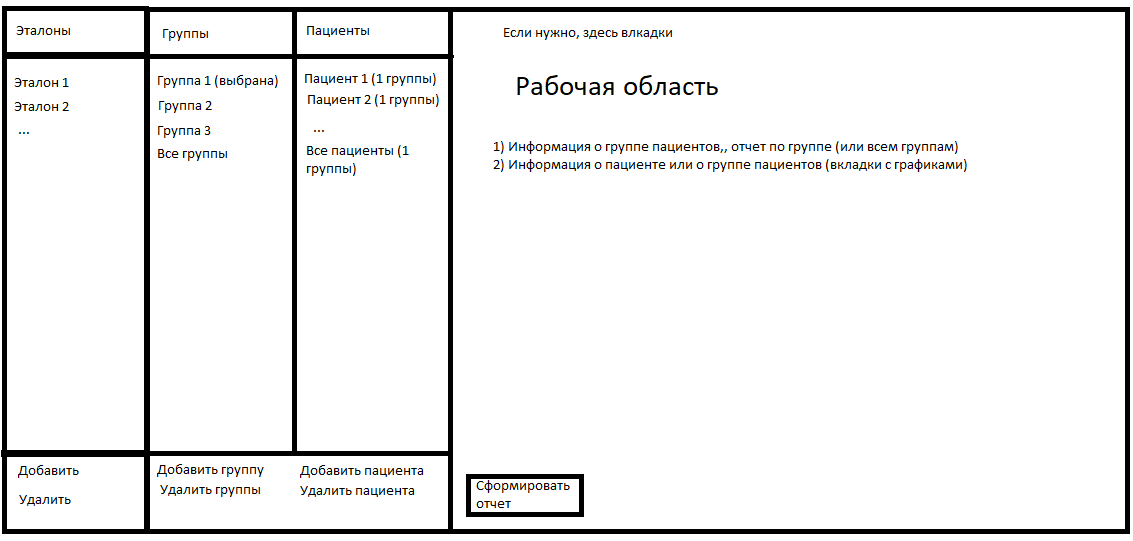 Эталоны
Группы
Пациенты
Если нужно, здесь влкадки
Эталон 1
Эталон 2
...
Группа 1 (выбрана)
Группа 2
Группа 3
Все группы
Пациент 1 (1 группы)
Пациент 2 (1 группы)
...
Все пациенты (1
группы)
Рабочая область
1) Информация о группе пациентов,, отчет по группе (или всем группам)
2) Информация о пациенте или о группе пациентов (вкладки с графиками)
Добавить
Удалить
Добавить группу
Удалить группы
Добавить пациента
Удалить пациента
Сформировать
отчет